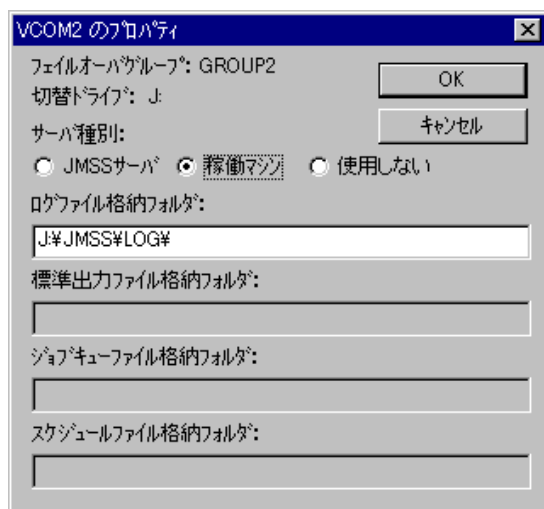 VCOM2 のﾌﾟﾛﾊﾟﾃｨ
ﾌｪｲﾙｵｰﾊﾞｸﾞﾙｰﾌﾟ: GROUP2
OK
切替ﾄﾞﾗｲﾌﾞ: J:
ｷｬﾝｾﾙ
ｻｰﾊﾞ種別:
JMSSｻｰﾊﾞ 稼働ﾏｼﾝ 使用しない
ﾛｸﾞﾌｧｲﾙ格納ﾌｫﾙﾀﾞ:
J:¥JMSS¥LOG¥
標準出力ﾌｧｲﾙ格納ﾌｫﾙﾀﾞ:
ｼﾞｮﾌﾞｷｭｰﾌｧｲﾙ格納ﾌｫﾙﾀﾞ:
ｽｹｼﾞｭｰﾙﾌｧｲﾙ格納ﾌｫﾙﾀﾞ: